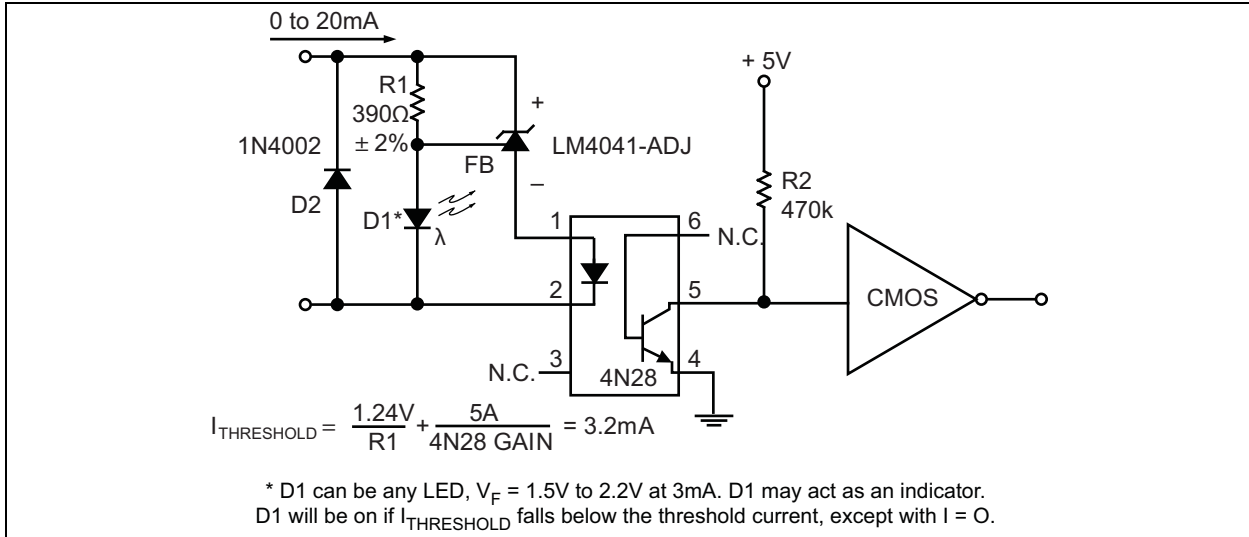 0 to 20mA
+ 5V
R1
390Ω
± 2%
+
1N4002
LM4041-ADJ
FB
–
R2
470k
D2
D1*
λ
1
6
N.C.
2
5
CMOS
3
N.C.
4
4N28
I_THRESHOLD = 1.24V/R1 + 5A/4N28 GAIN = 3.2mA
* D1 can be any LED, V_F = 1.5V to 2.2V at 3mA. D1 may act as an indicator.
D1 will be on if I_THRESHOLD falls below the threshold current, except with I = O.